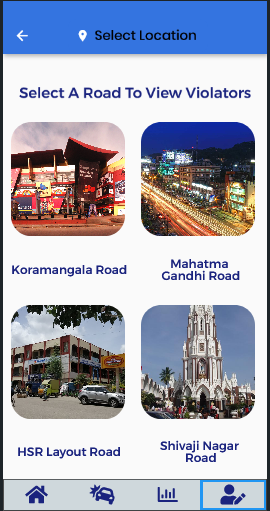 Select Location
Select A Road To View Violators
Koramangala Road
Mahatma
Gandhi Road
HSR Layout Road
Shivaji Nagar
Road